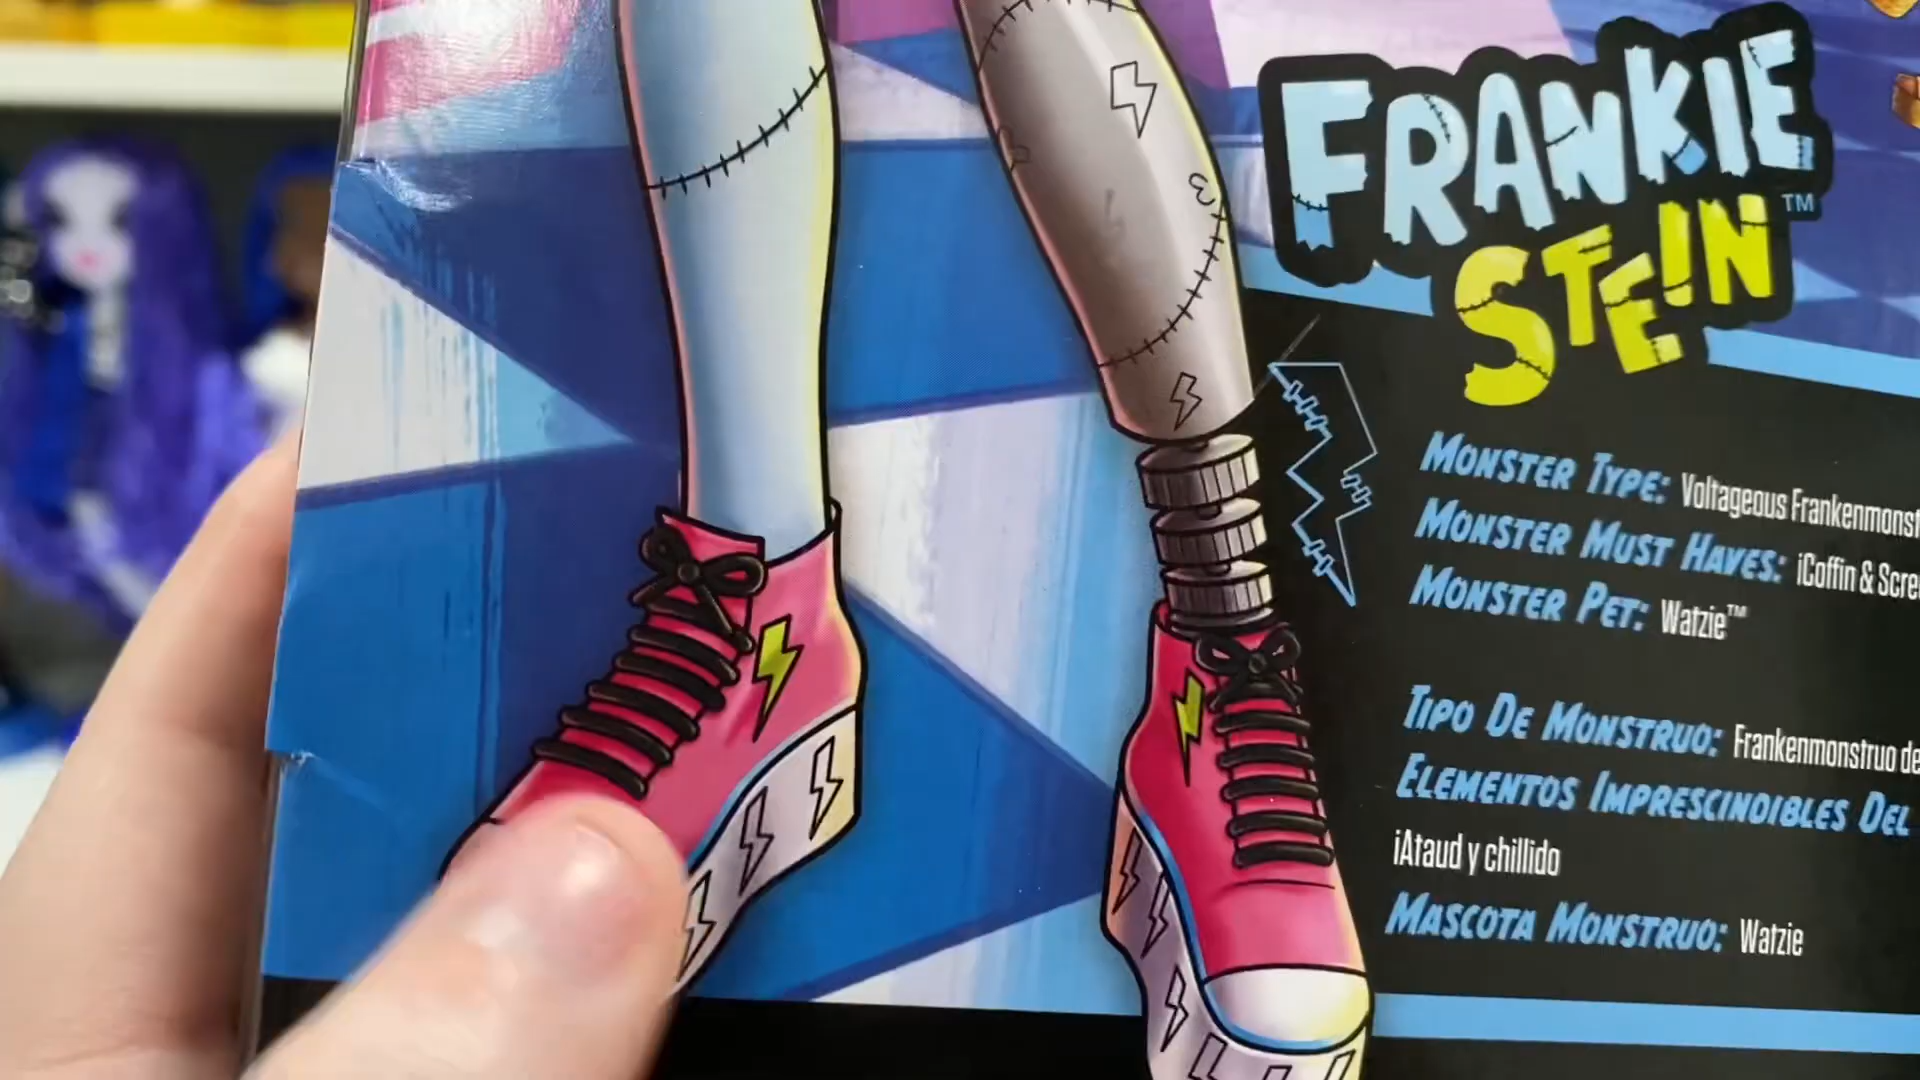 FRANKIE
STEIN™
MONSTER TYPE: Voltageous Frankenmonst
MONSTER MUST HAVES: iCoffin & Scre
MONSTER PET: Watzie™
TIPO DE MONSTRUO: Frankenmonstruo de
ELEMENTOS IMPRESCINDIBLES DEL
iAtaud y chillido
MASCOTA MONSTRUO: Watzie